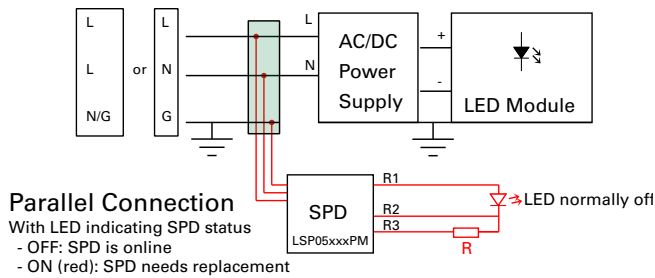 L
L
N/G
or
L
N
G
L
N
AC/DC
Power
Supply
+
-
LED Module
SPD
LSP05xxxPM
R1
R2
R3
R
LED normally off
Parallel Connection
With LED indicating SPD status
- OFF: SPD is online
- ON (red): SPD needs replacement